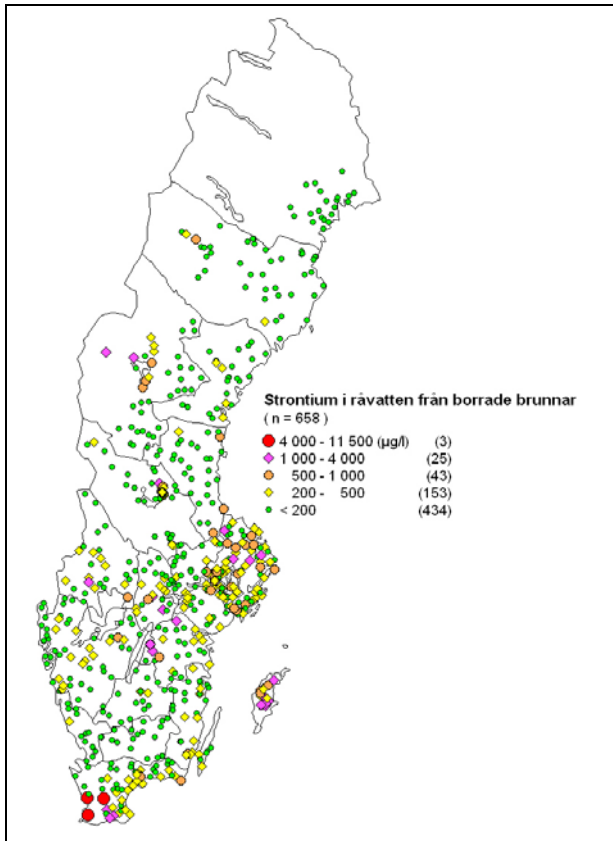 Strontium i råvatten från borrade brunnar
( n = 658 )
4 000 - 11 500 (µg/l) (3)
1 000 - 4 000 (25)
500 - 1 000 (43)
200 - 500 (153)
< 200 (434)